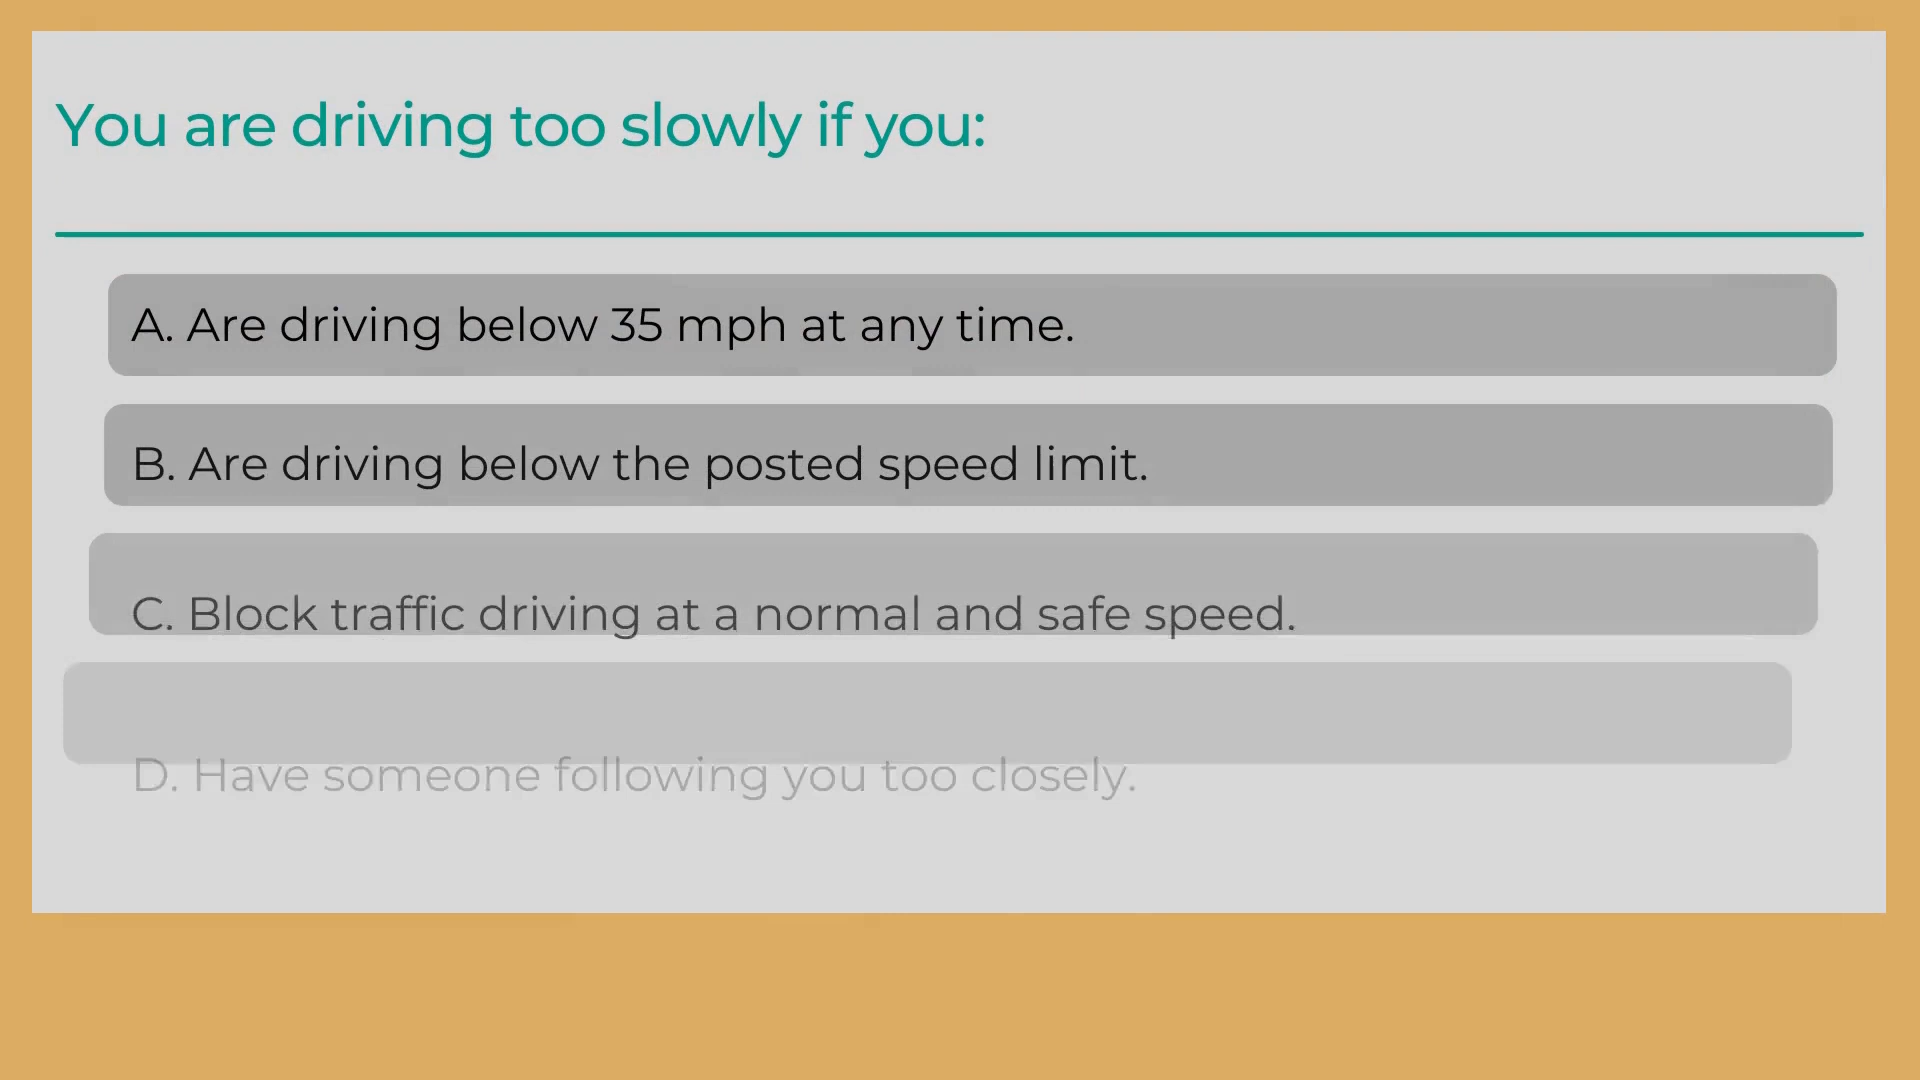 You are driving too slowly if you:
A. Are driving below 35 mph at any time.
B. Are driving below the posted speed limit.
C. Block traffic driving at a normal and safe speed.
D. Have someone following you too closely.